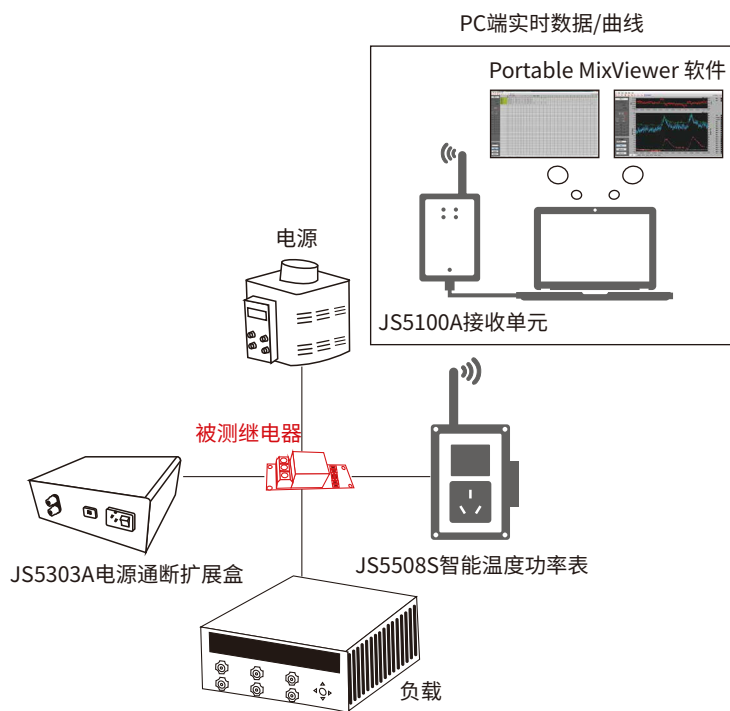 PC端实时数据/曲线
Portable MixViewer 软件
电源
JS5100A接收单元
被测继电器
JS5303A电源通断扩展盒
JS5508S智能温度功率表
负载